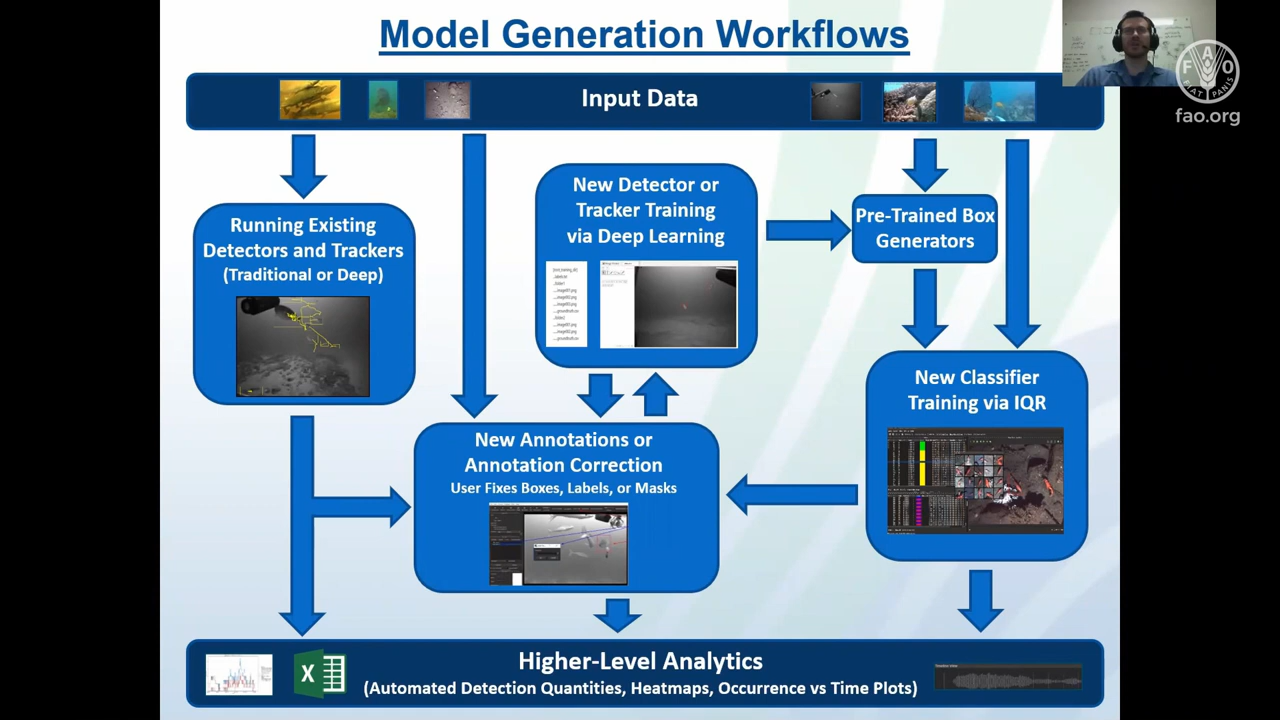 Model Generation Workflows
Input Data
F A O
FIAT PANIS
fao.org
Running Existing
Detectors and Trackers
(Traditional or Deep)
New Detector or
Tracker Training
via Deep Learning
Pre-Trained Box
Generators
New Classifier
Training via IQR
New Annotations or
Annotation Correction
User Fixes Boxes, Labels, or Masks
Higher-Level Analytics
(Automated Detection Quantities, Heatmaps, Occurrence vs Time Plots)
X